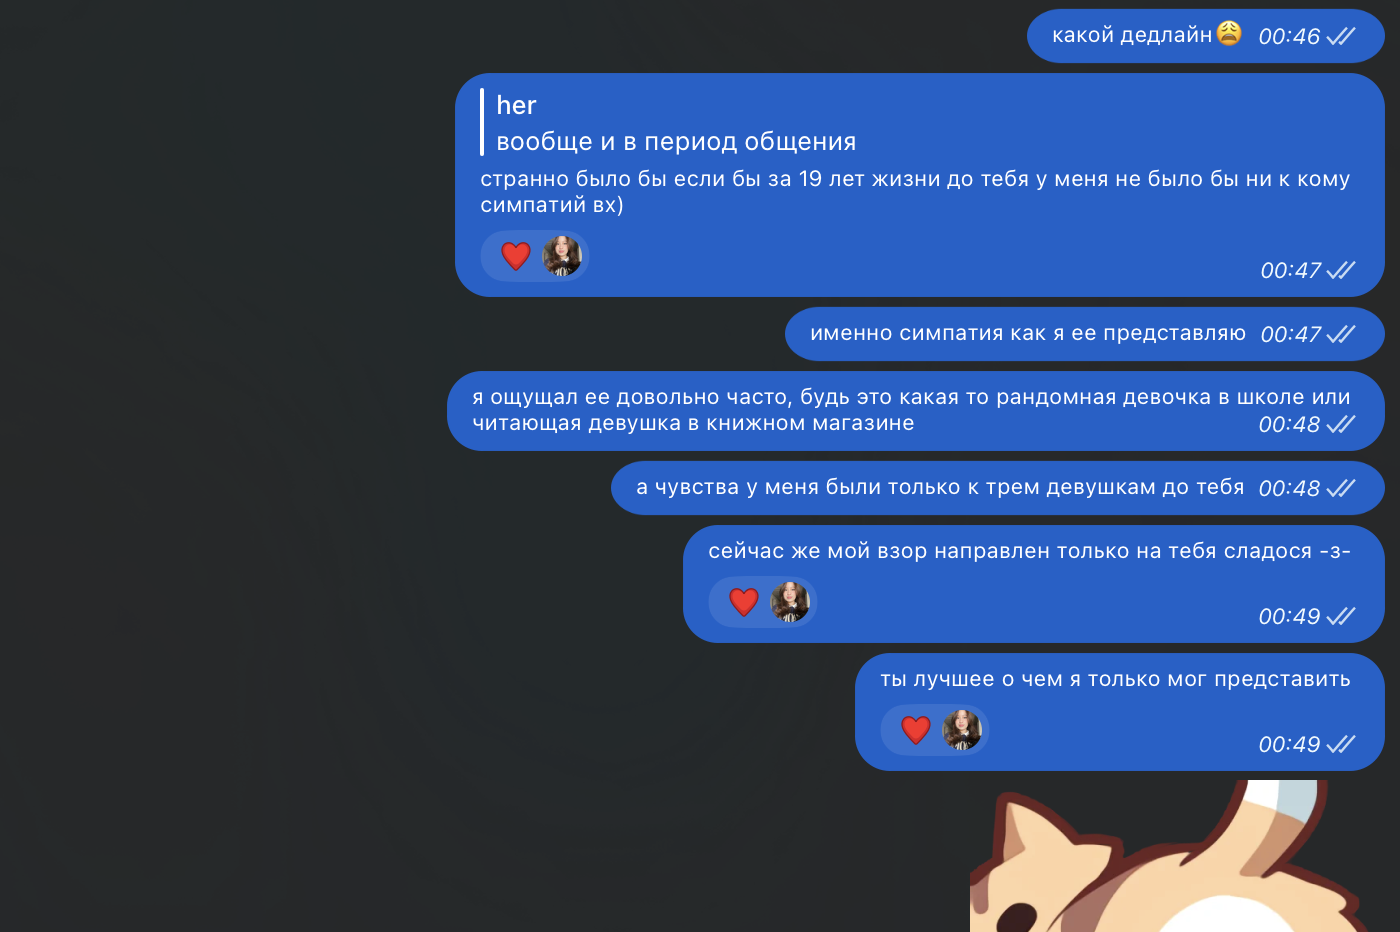 какой дедлайн😩 00:46
her
вообще и в период общения
странно было бы если бы за 19 лет жизни до тебя у меня не было бы ни к кому
симпатий вх)
00:47
именно симпатия как я ее представляю 00:47
я ощущал ее довольно часто, будь это какая то рандомная девочка в школе или
читающая девушка в книжном магазине 00:48
а чувства у меня были только к трем девушкам до тебя 00:48
сейчас же мой взор направлен только на тебя сладося -з-
00:49
ты лучшее о чем я только мог представить
00:49